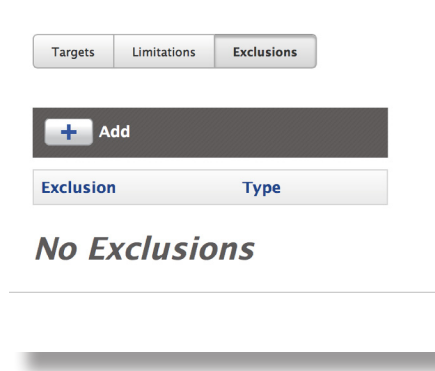 Targets Limitations Exclusions
Add
Exclusion Type
No Exclusions